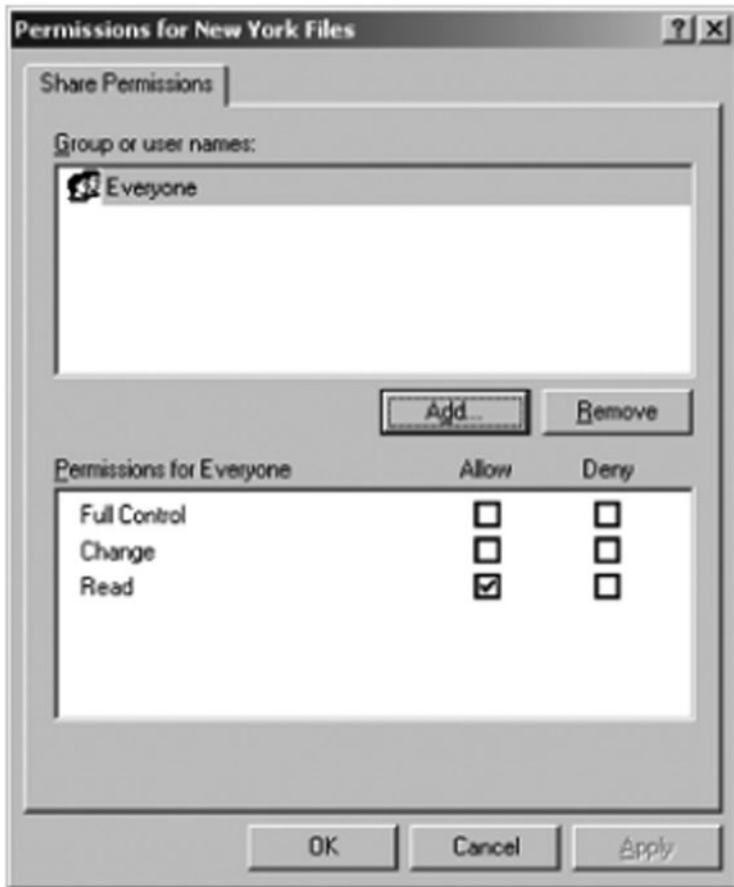 Permissions for New York Files
Share Permissions
Group or user names:
Everyone
Add... Remove
Permissions for Everyone Allow Deny
Full Control
Change
Read
OK Cancel Apply